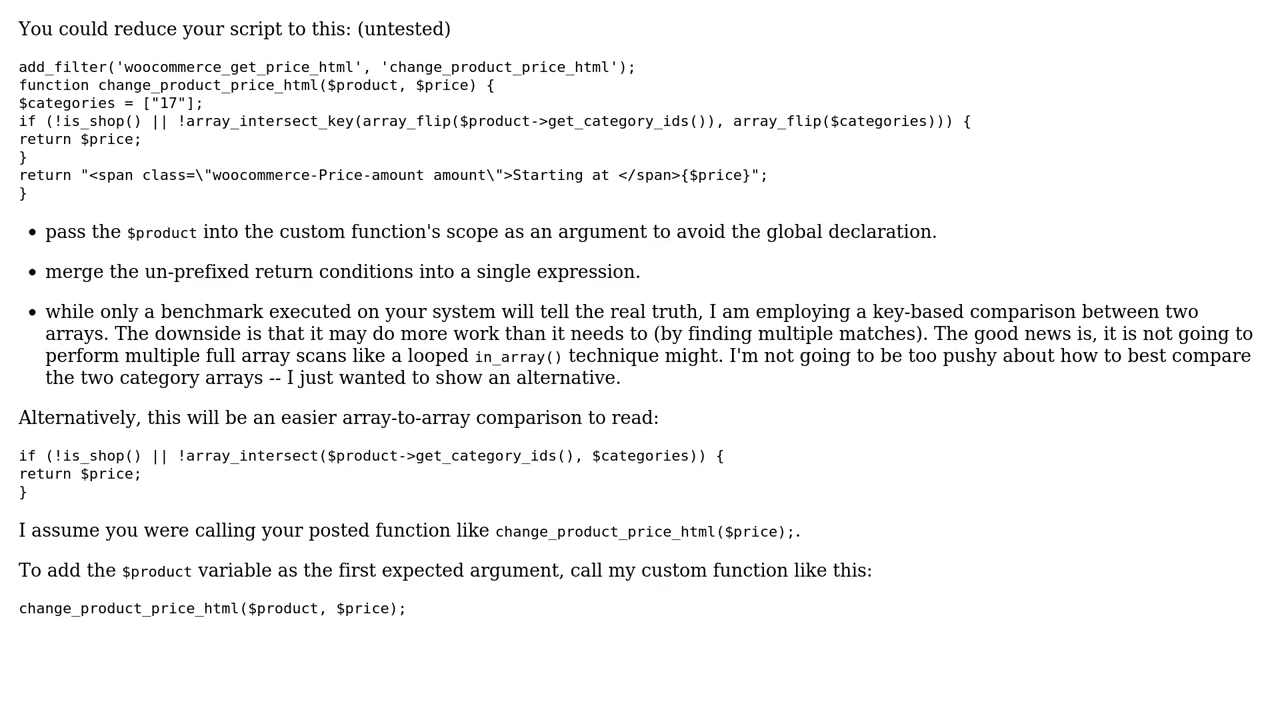 You could reduce your script to this: (untested)
add_filter('woocommerce_get_price_html', 'change_product_price_html');
function change_product_price_html($product, $price) {
$categories = ["17"];
if (!is_shop() || !array_intersect_key(array_flip($product->get_category_ids()), array_flip($categories))) {
return $price;
}
return "<span class=\"woocommerce-Price-amount amount\">Starting at </span>{$price}";
}
• pass the $product into the custom function's scope as an argument to avoid the global declaration.
• merge the un-prefixed return conditions into a single expression.
• while only a benchmark executed on your system will tell the real truth, I am employing a key-based comparison between two
arrays. The downside is that it may do more work than it needs to (by finding multiple matches). The good news is, it is not going to
perform multiple full array scans like a looped in_array() technique might. I'm not going to be too pushy about how to best compare
the two category arrays -- I just wanted to show an alternative.
Alternatively, this will be an easier array-to-array comparison to read:
if (!is_shop() || !array_intersect($product->get_category_ids(), $categories)) {
return $price;
}
I assume you were calling your posted function like change_product_price_html($price);.
To add the $product variable as the first expected argument, call my custom function like this:
change_product_price_html($product, $price);